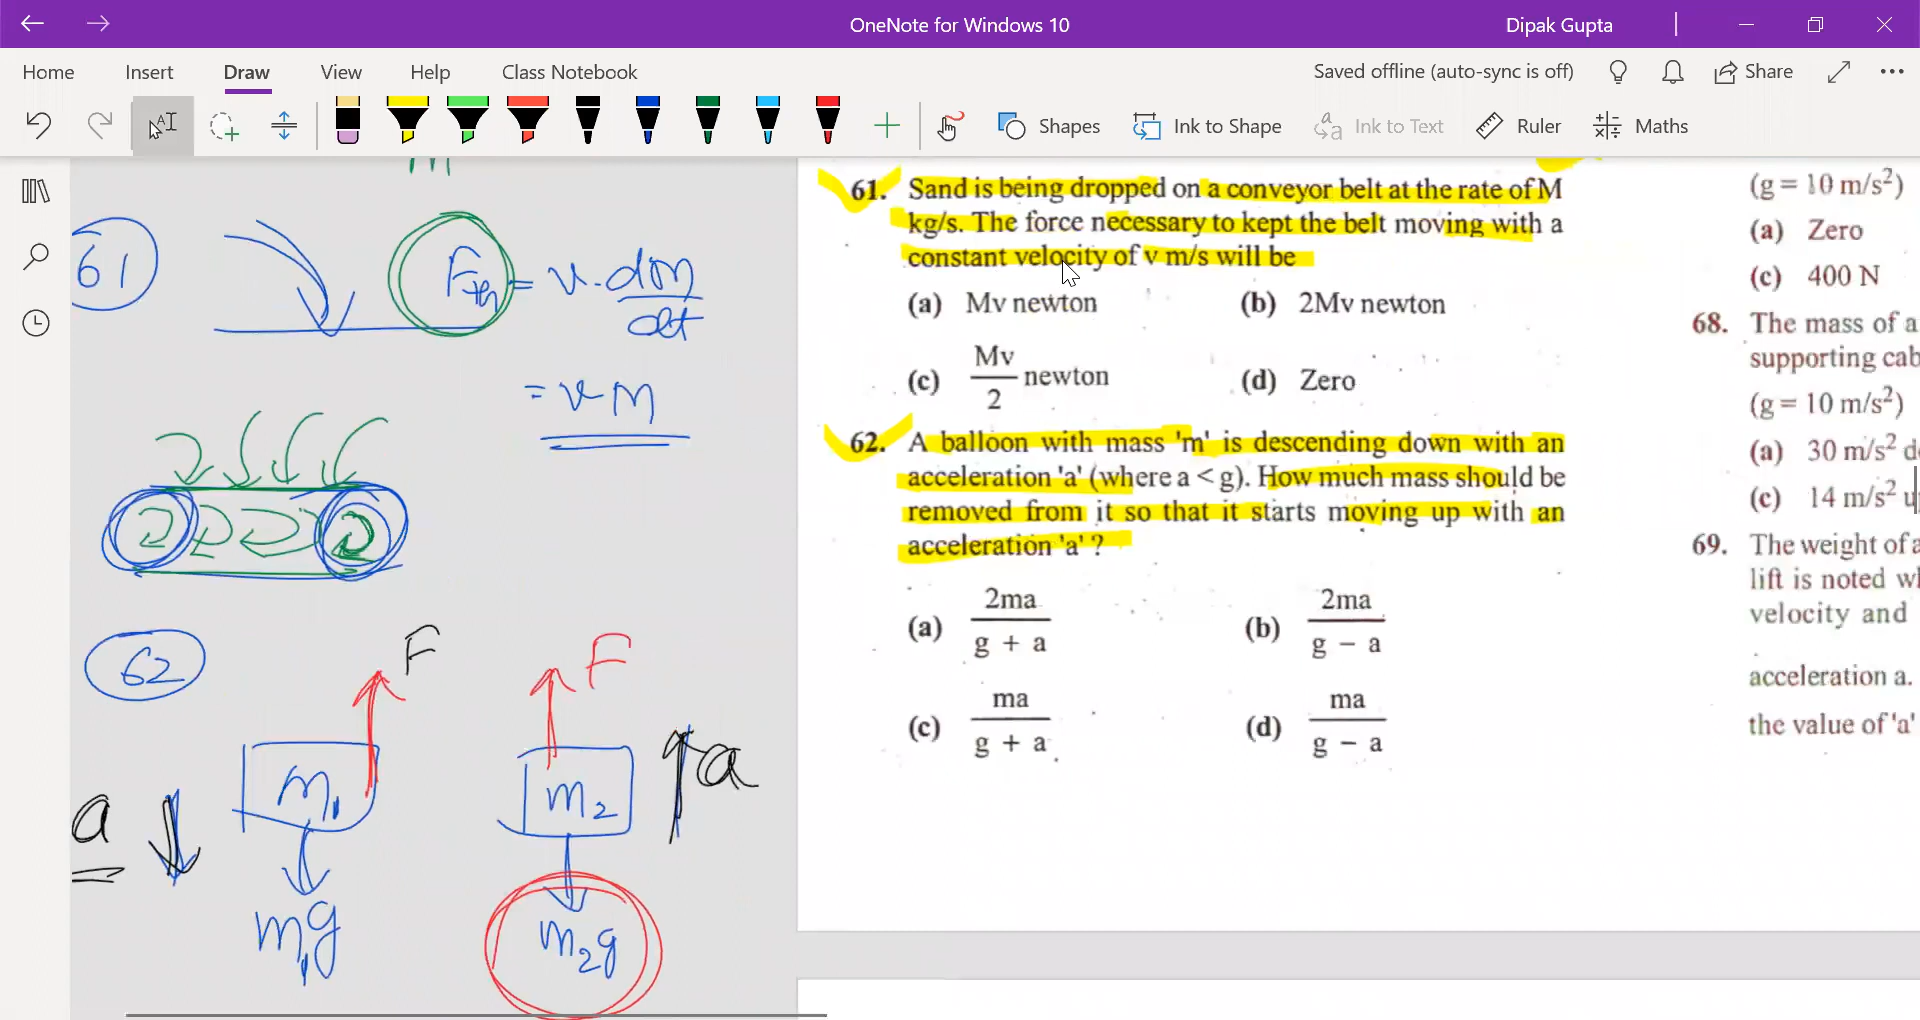 OneNote for Windows 10
Dipak Gupta
Home Insert Draw View Help Class Notebook
Saved offline (auto-sync is off) Share
Shapes Ink to Shape Ink to Text Ruler Maths
M
61
F_th = v · dm/dt
= v · M
62
F F
m1 m2
a a
m1g m2g
61. Sand is being dropped on a conveyor belt at the rate of M
kg/s. The force necessary to kept the belt moving with a
constant velocity of v m/s will be
(a) Mv newton (b) 2Mv newton
(c) Mv/2 newton (d) Zero
62. A balloon with mass 'm' is descending down with an
acceleration 'a' (where a < g). How much mass should be
removed from it so that it starts moving up with an
acceleration 'a' ?
(a) 2ma/g + a (b) 2ma/g − a
(c) ma/g + a (d) ma/g − a
(g = 10 m/s²)
(a) Zero
(c) 400 N
68. The mass of a
supporting cab
(g = 10 m/s²)
(a) 30 m/s² d
(c) 14 m/s² u
69. The weight of a
lift is noted w
velocity and
acceleration a.
the value of 'a'